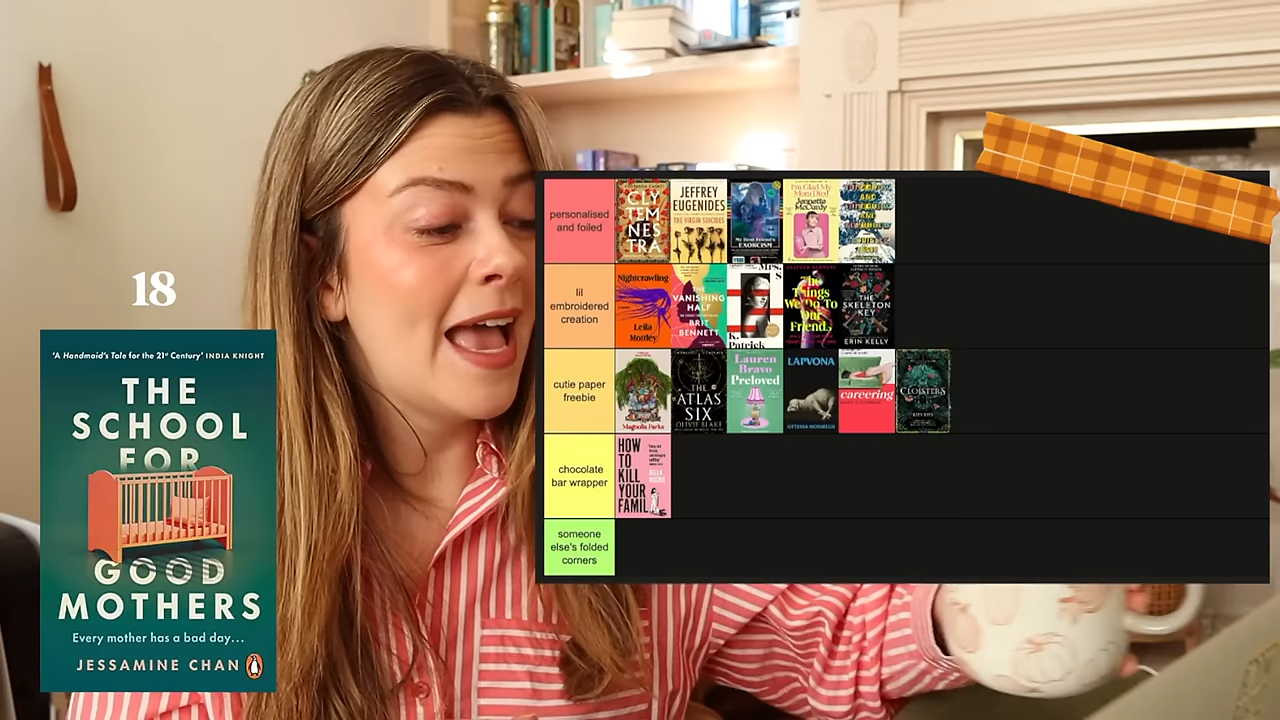 18
'A Handmaid's Tale for the 21st Century' INDIA KNIGHT
THE
SCHOOL
FOR
GOOD
MOTHERS
Every mother has a bad day...
JESSAMINE CHAN
personalised
and foiled
CLY
TEM
NES
TRA
JEFFREY
EUGENIDES
THE VIRGIN SUICIDES
My Best Friend's
EXORCISM
I'm Glad My
Mom Died
Jennette
McCurdy
lil
embroidered
creation
Nightcrawling
Leila
Mottley
THE
VANISHING
HALF
BRIT
BENNETT
Mrs.
S
K.
Patrick
The
Things
We Do To
Our
Friends
THE
SKELETON
KEY
ERIN KELLY
cutie paper
freebie
Magnolia Parks
THE
ATLAS
SIX
OLIVIE BLAKE
Lauren
Bravo
Preloved
LAPVONA
OTTESSA MOSHFEGH
careering
CLOISTERS
chocolate
bar wrapper
HOW
TO
KILL
YOUR
FAMIL
BELLA
MACKIE
someone
else's folded
corners